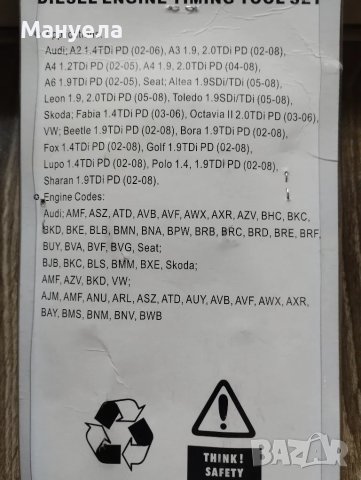 Мануела
DIESEL ENGINE TIMING TOOL SET
Audi; A2 1.4TDi PD (02-06), A3 1.9, 2.0TDi PD (02-08),
A4 1.2TDi PD (02-05) A4 1.9, 2.0TDi PD (02-08),
A6 1.9TDi PD (02-05), Seat; Altea 1.9SDi/TDi (05-08),
Leon 1.9, 2.0TDi PD (05-08), Toledo 1.9SDi/TDi (05-08),
Skoda; Fabia 1.4TDi PD (03-06), Octavia II 2.0TDi PD (03-06)
VW; Beetle 1.9TDi PD (02-08), Bora 1.9TDi PD (02-08),
Fox 1.4TDi PD (02-08), Golf 1.9TDi PD (02-08),
Lupo 1.4TDi PD (02-08), Polo 1.4, 1.9TDi PD (02-08),
Sharan 1.9TDi PD (02-08).
Engine Codes:
Audi; AMF, ASZ, ATD, AVB, AVF, AWX, AXR, AZV, BHC, BKC,
BKD, BKE, BLB, BMN, BNA, BPW, BRB, BRC, BRD, BRE, BRF,
BUY, BVA, BVF, BVG, Seat;
BJB, BKC, BLS, BMM, BXE, Skoda;
AMF, AZV, BKD, VW;
AJM, AMF, ANU, ARL, ASZ, ATD, AUY, AVB, AVF, AWX, AXR,
BAY, BMS, BNM, BNV, BWB
THINK!
SAFETY
BAZAR